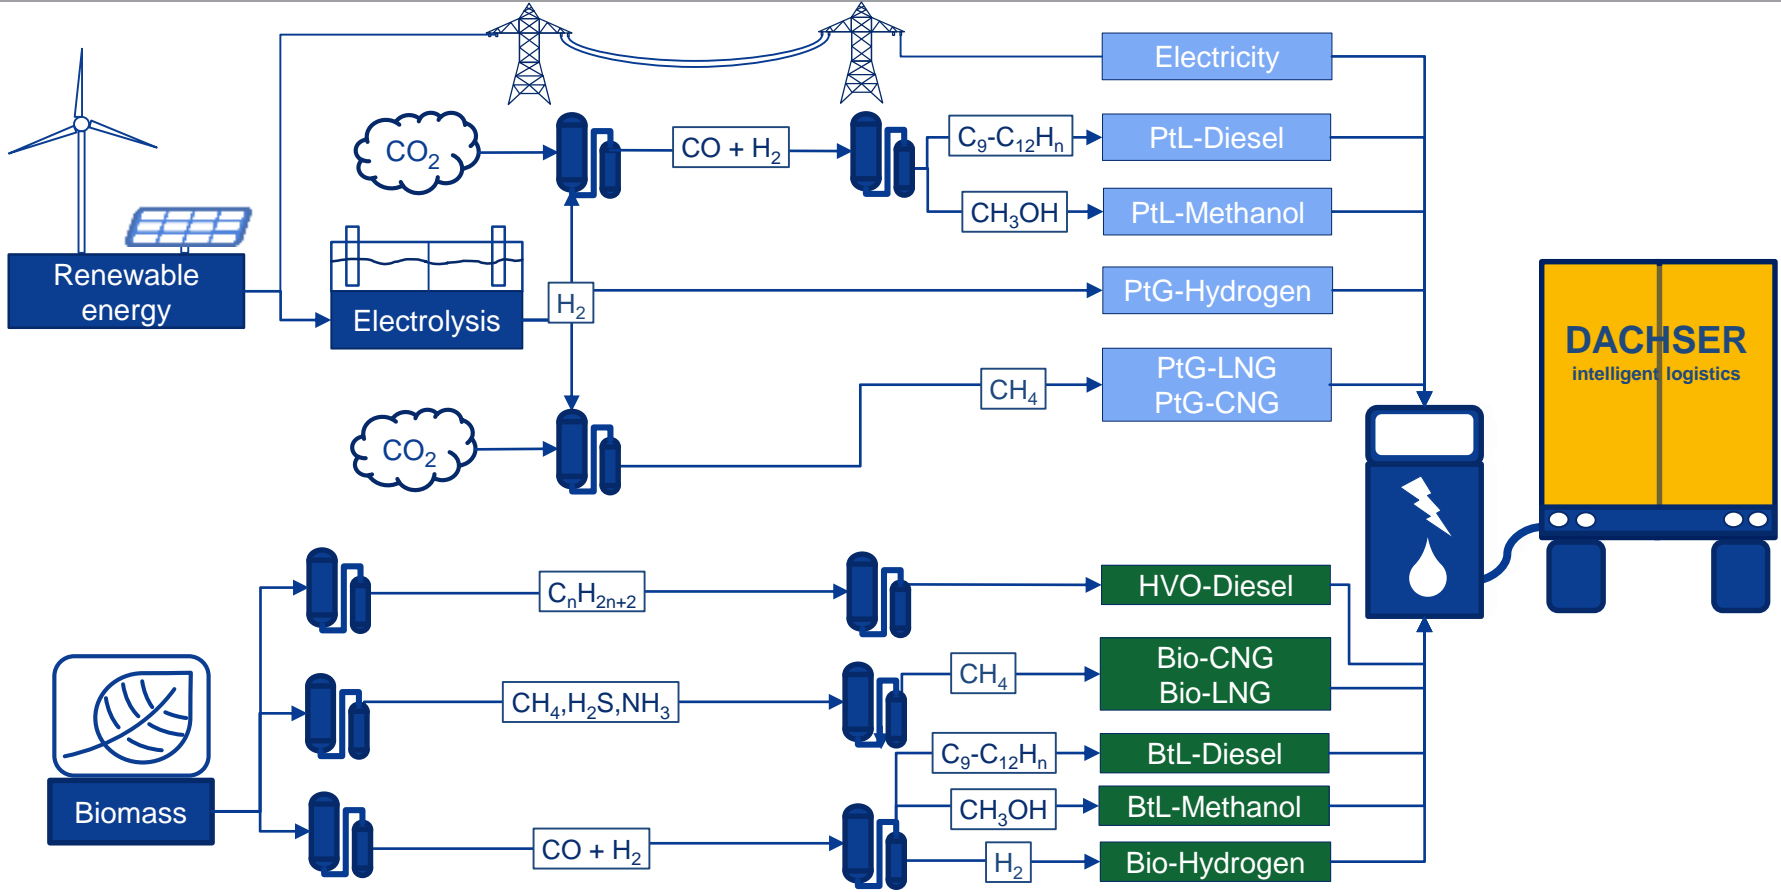 Electricity
CO₂
CO + H₂
C₉-C₁₂Hₙ
PtL-Diesel
CH₃OH
PtL-Methanol
Renewable
energy
Electrolysis
H₂
PtG-Hydrogen
CH₄
PtG-LNG
PtG-CNG
CO₂
DACHSER
intelligent logistics
CₙH₂ₙ₊₂
HVO-Diesel
CH₄,H₂S,NH₃
CH₄
Bio-CNG
Bio-LNG
C₉-C₁₂Hₙ
BtL-Diesel
Biomass
CH₃OH
BtL-Methanol
CO + H₂
H₂
Bio-Hydrogen